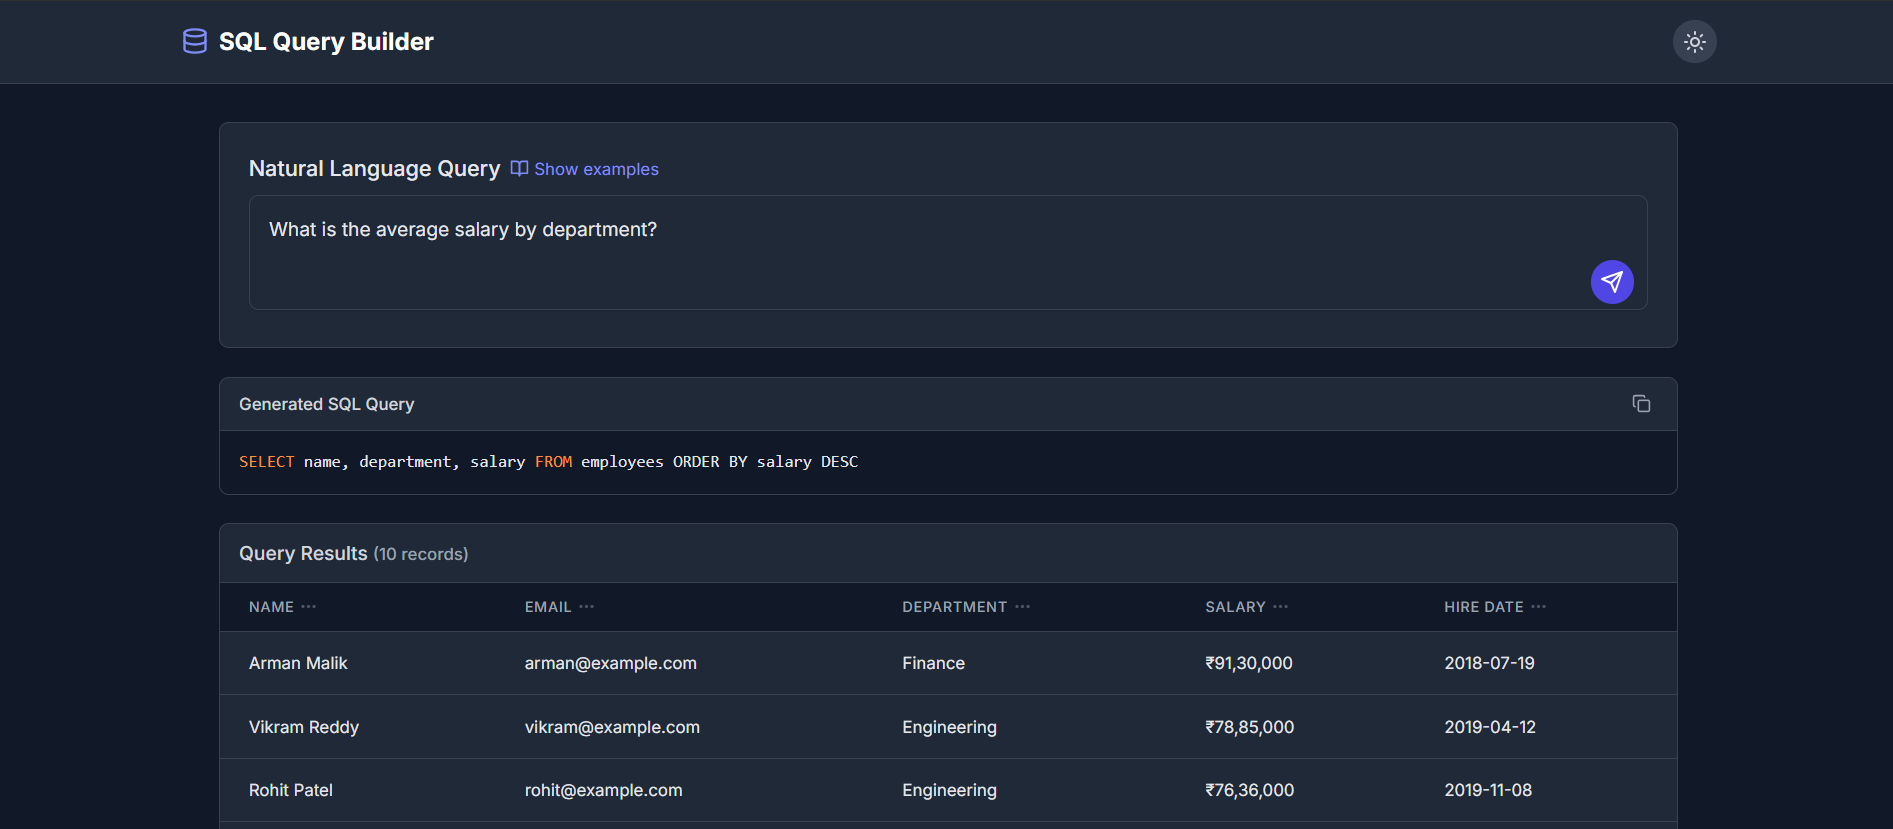 SQL Query Builder
Natural Language Query Show examples
What is the average salary by department?
Generated SQL Query
SELECT name, department, salary FROM employees ORDER BY salary DESC
Query Results (10 records)
NAME ··· EMAIL ··· DEPARTMENT ··· SALARY ··· HIRE DATE ···
Arman Malik arman@example.com Finance ₹91,30,000 2018-07-19
Vikram Reddy vikram@example.com Engineering ₹78,85,000 2019-04-12
Rohit Patel rohit@example.com Engineering ₹76,36,000 2019-11-08